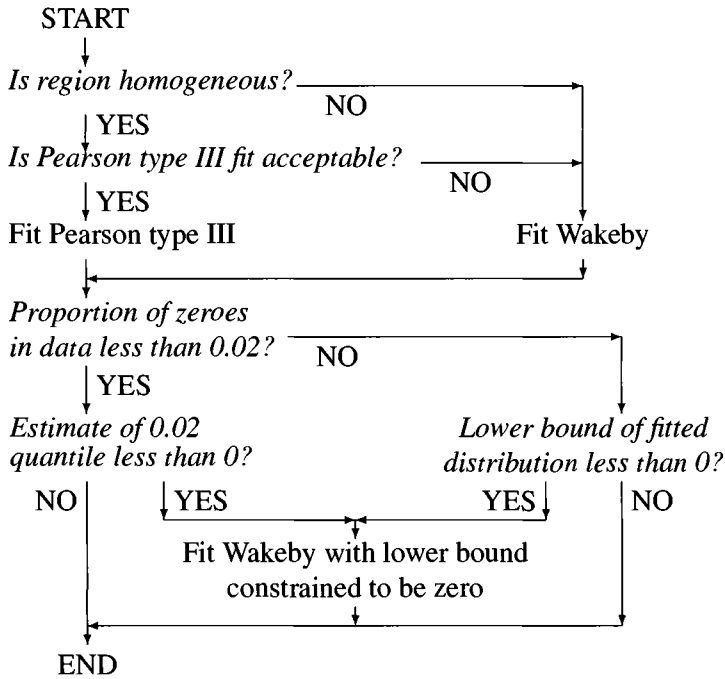 START
Is region homogeneous?
NO
YES
Is Pearson type III fit acceptable?
NO
YES
Fit Pearson type III
Fit Wakeby
Proportion of zeroes
in data less than 0.02?
NO
YES
Estimate of 0.02
quantile less than 0?
Lower bound of fitted
distribution less than 0?
NO
YES
YES
NO
Fit Wakeby with lower bound
constrained to be zero
END